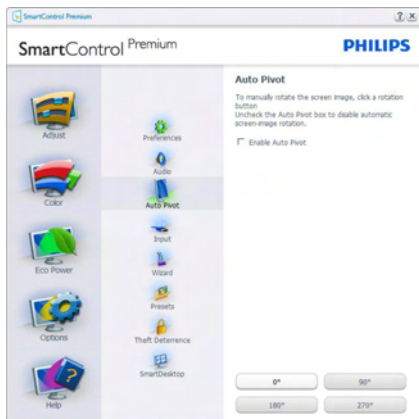 SmartControl Premium
SmartControl Premium
PHILIPS
Adjust
Color
Eco Power
Options
Help
Preferences
Audio
Auto Pivot
Input
Wizard
Presets
Theft Deterrence
SmartDesktop
Auto Pivot
To manually rotate the screen image, click a rotation
button
Uncheck the Auto Pivot box to disable automatic
screen-image rotation.
Enable Auto Pivot
0°
90°
180°
270°